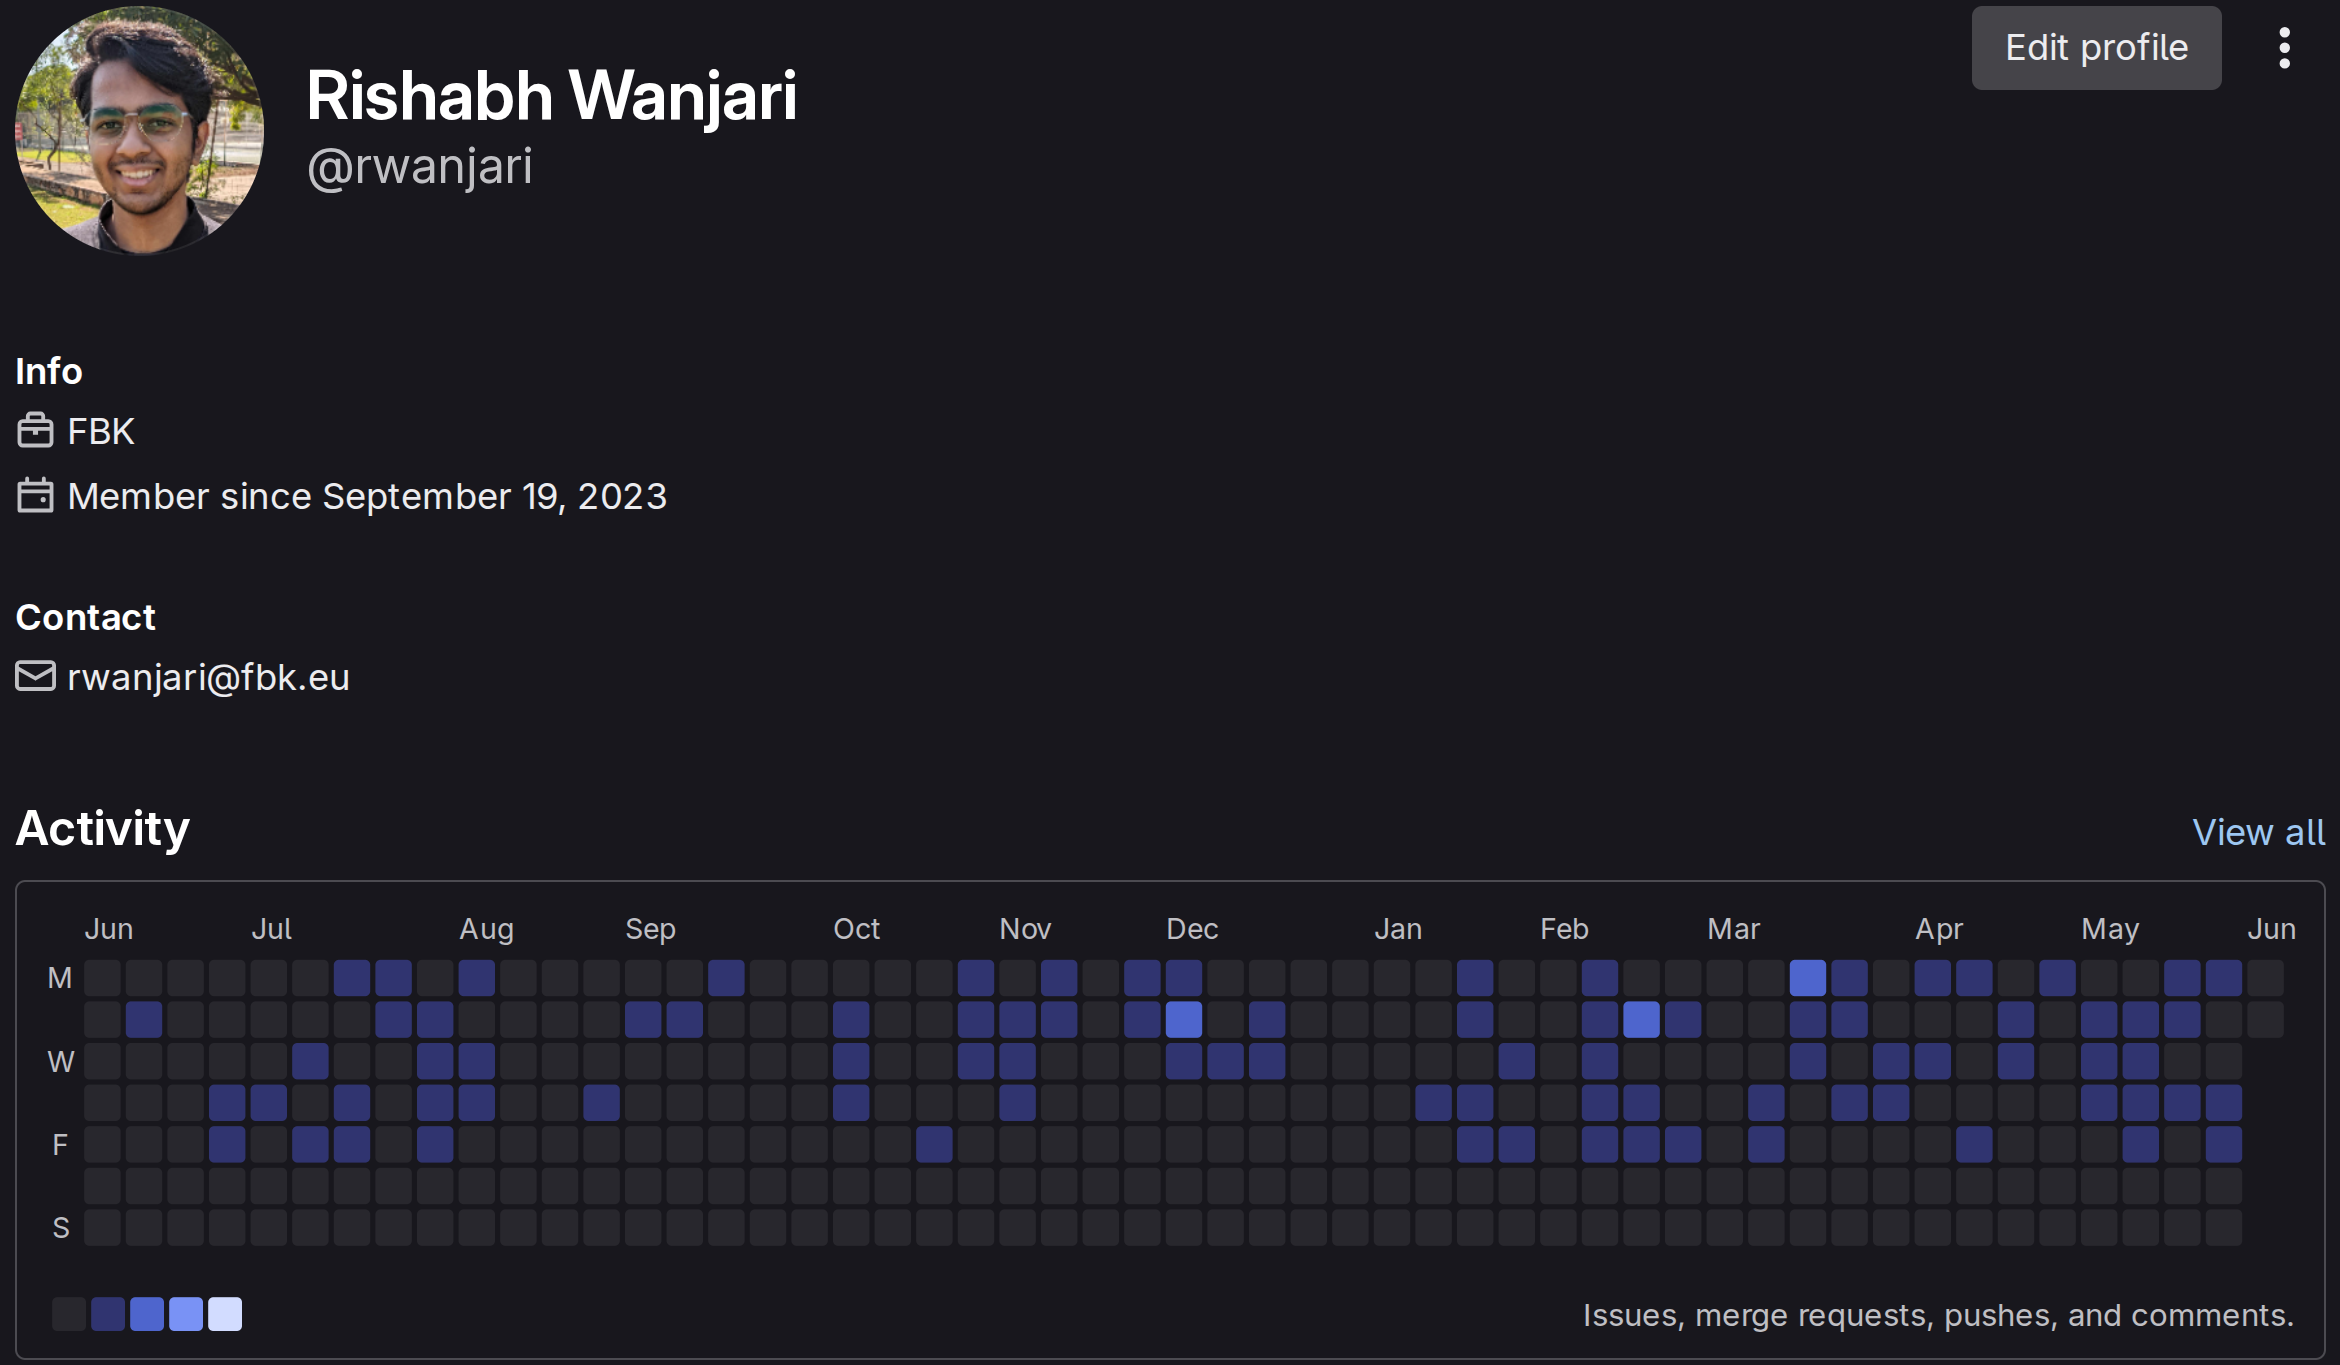 Edit profile
Rishabh Wanjari
@rwanjari
Info
FBK
Member since September 19, 2023
Contact
rwanjari@fbk.eu
Activity
View all
Jun Jul Aug Sep Oct Nov Dec Jan Feb Mar Apr May Jun
M
W
F
S
Issues, merge requests, pushes, and comments.